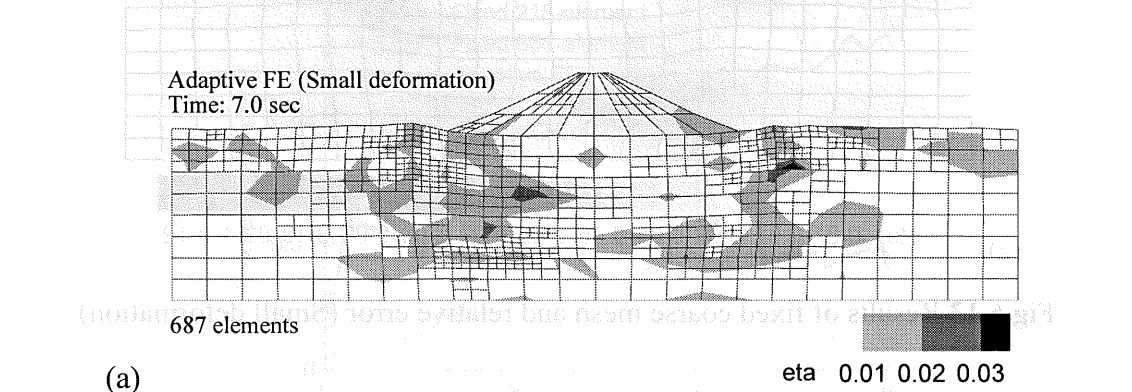 Adaptive FE (Small deformation)
Time: 7.0 sec
687 elements
eta 0.01 0.02 0.03
(a)